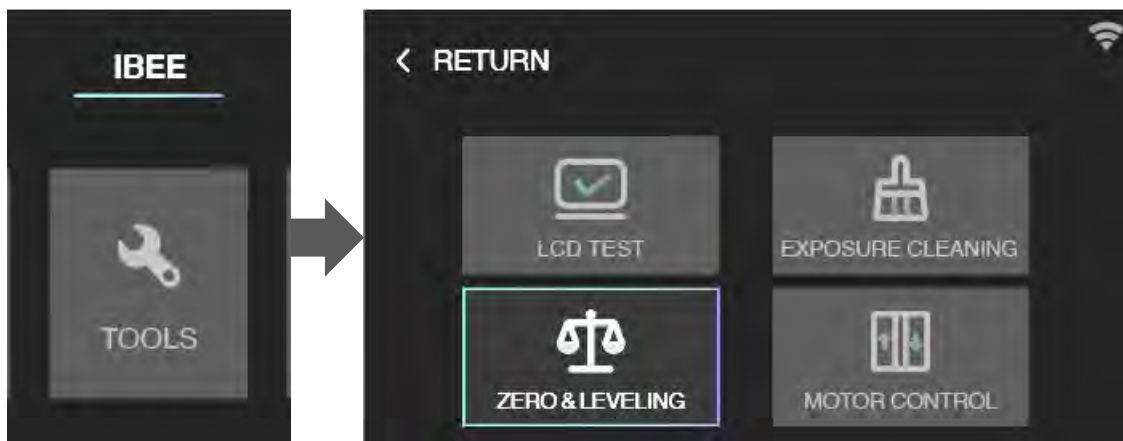 IBEE
TOOLS
< RETURN
LCD TEST
EXPOSURE CLEANING
ZERO & LEVELING
MOTOR CONTROL